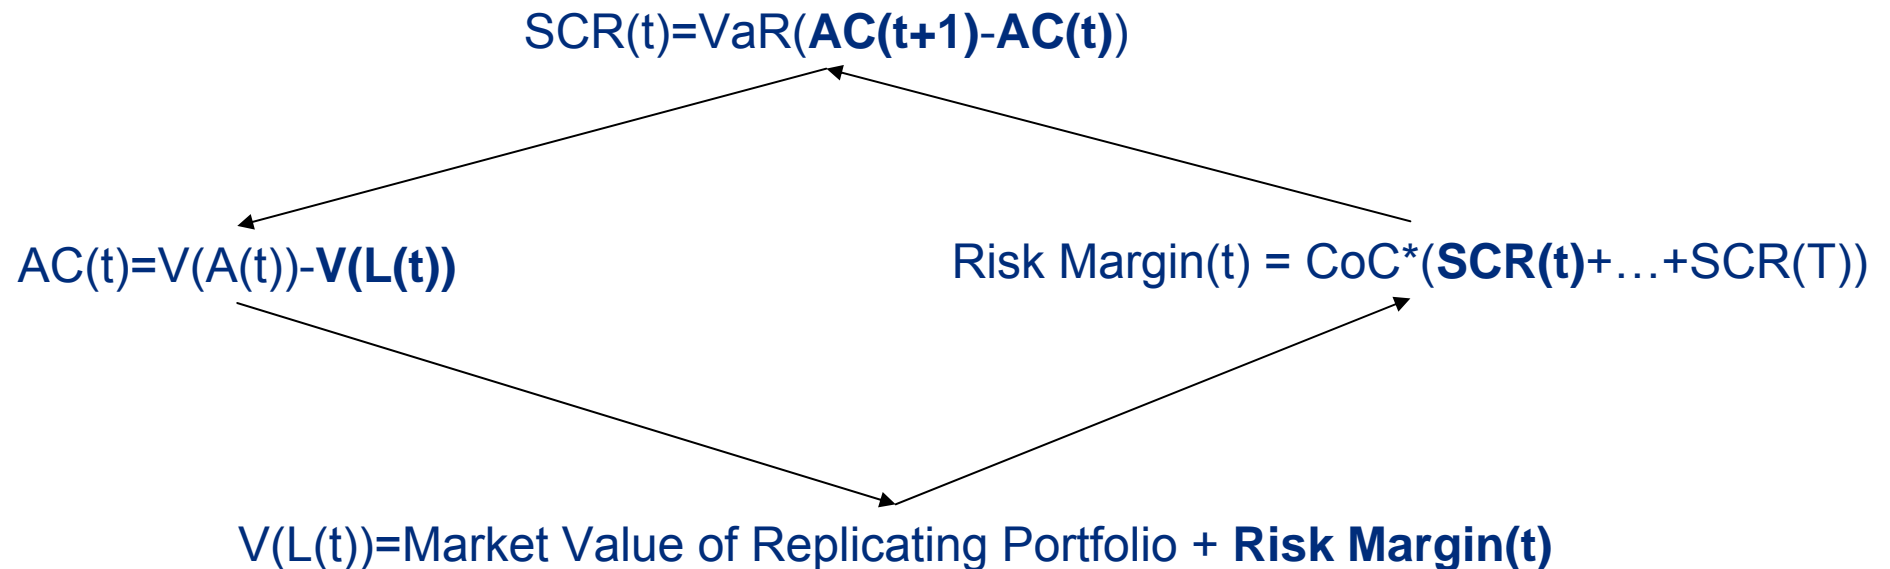 SCR(t)=VaR(AC(t+1)-AC(t))
AC(t)=V(A(t))-V(L(t))
Risk Margin(t) = CoC*(SCR(t)+…+SCR(T))
V(L(t))=Market Value of Replicating Portfolio + Risk Margin(t)